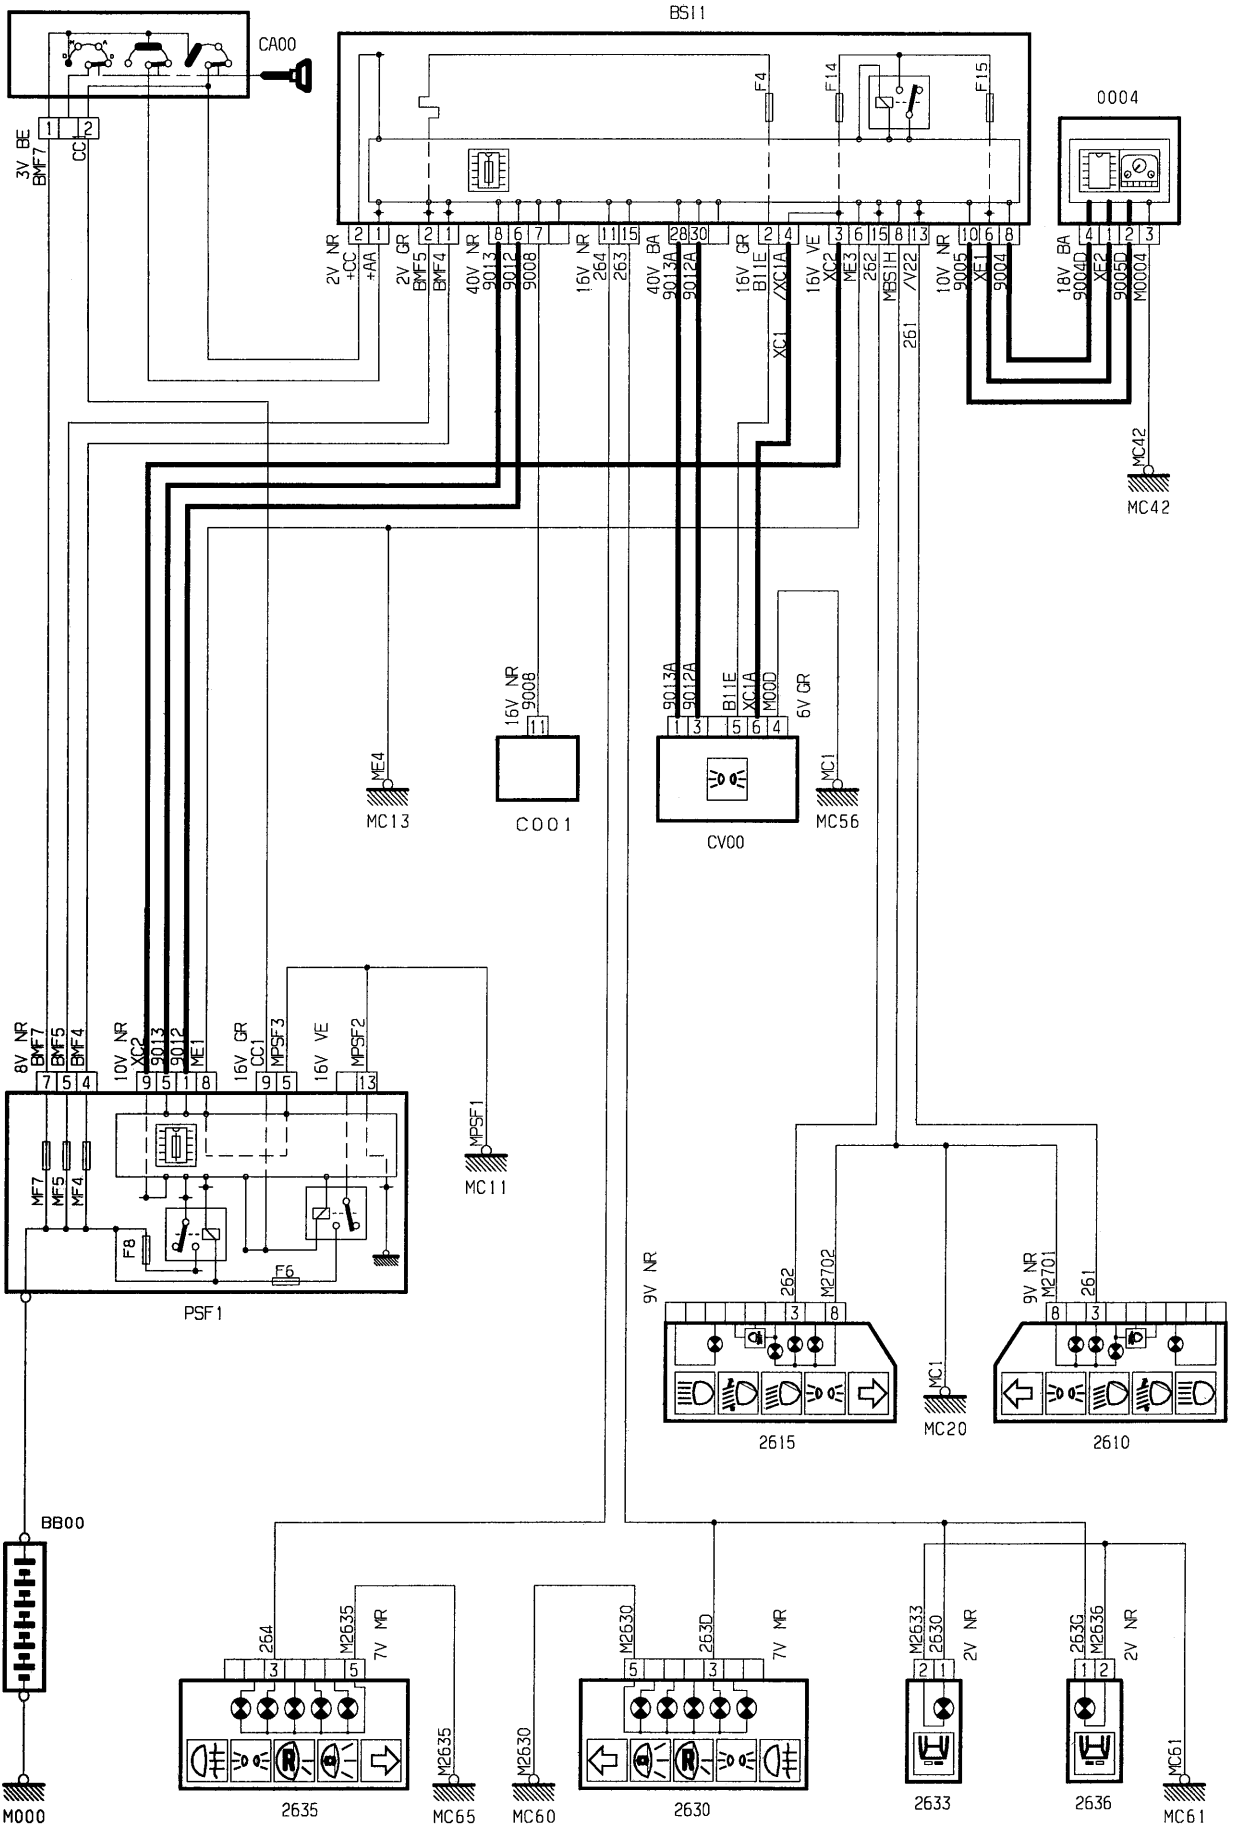 BSI1
CA00
H
A
D
D
F4
F14
F15
0004
1
2
3V BE
BMF7
CC
2
1
2
1
8
6
7
11
15
28
30
2
4
3
6
15
8
13
10
6
8
4
1
2
3
2V NR
+CC
+AA
2V GR
BMF5
BMF4
40V NR
9013
9012
9008
16V NR
264
263
40V BA
9013A
9012A
16V GR
B11E
/XC1A
XC1
16V VE
XC2
ME3
262
MBSIH
/V22
261
10V NR
9005
XE1
9004
18V BA
9004D
XE2
9005D
M0004
MC42
MC42
16V NR
9008
11
C001
9013A
9012A
B11E
XC1A
M00D
6V GR
1
3
5
6
4
CV00
MC1
MC56
ME4
MC13
8V NR
BMF7
BMF5
BMF4
10V NR
XC2
9013
9012
ME1
16V GR
CC1
MPSF3
16V VE
MPSF2
7
5
4
9
5
1
8
9
5
13
MPSF1
MC11
MF7
MF5
MF4
F8
F6
PSF1
9V NR
262
M2702
3
8
2615
MC1
MC20
9V NR
M2701
261
8
3
2610
BB00
M000
264
M2635
7V MR
3
5
R
2635
M2635
MC65
M2630
MC60
M2630
263D
7V MR
5
3
R
2630
M2633
2630
2V NR
2
1
2633
263G
M2636
2V NR
1
2
2636
MC61
MC61